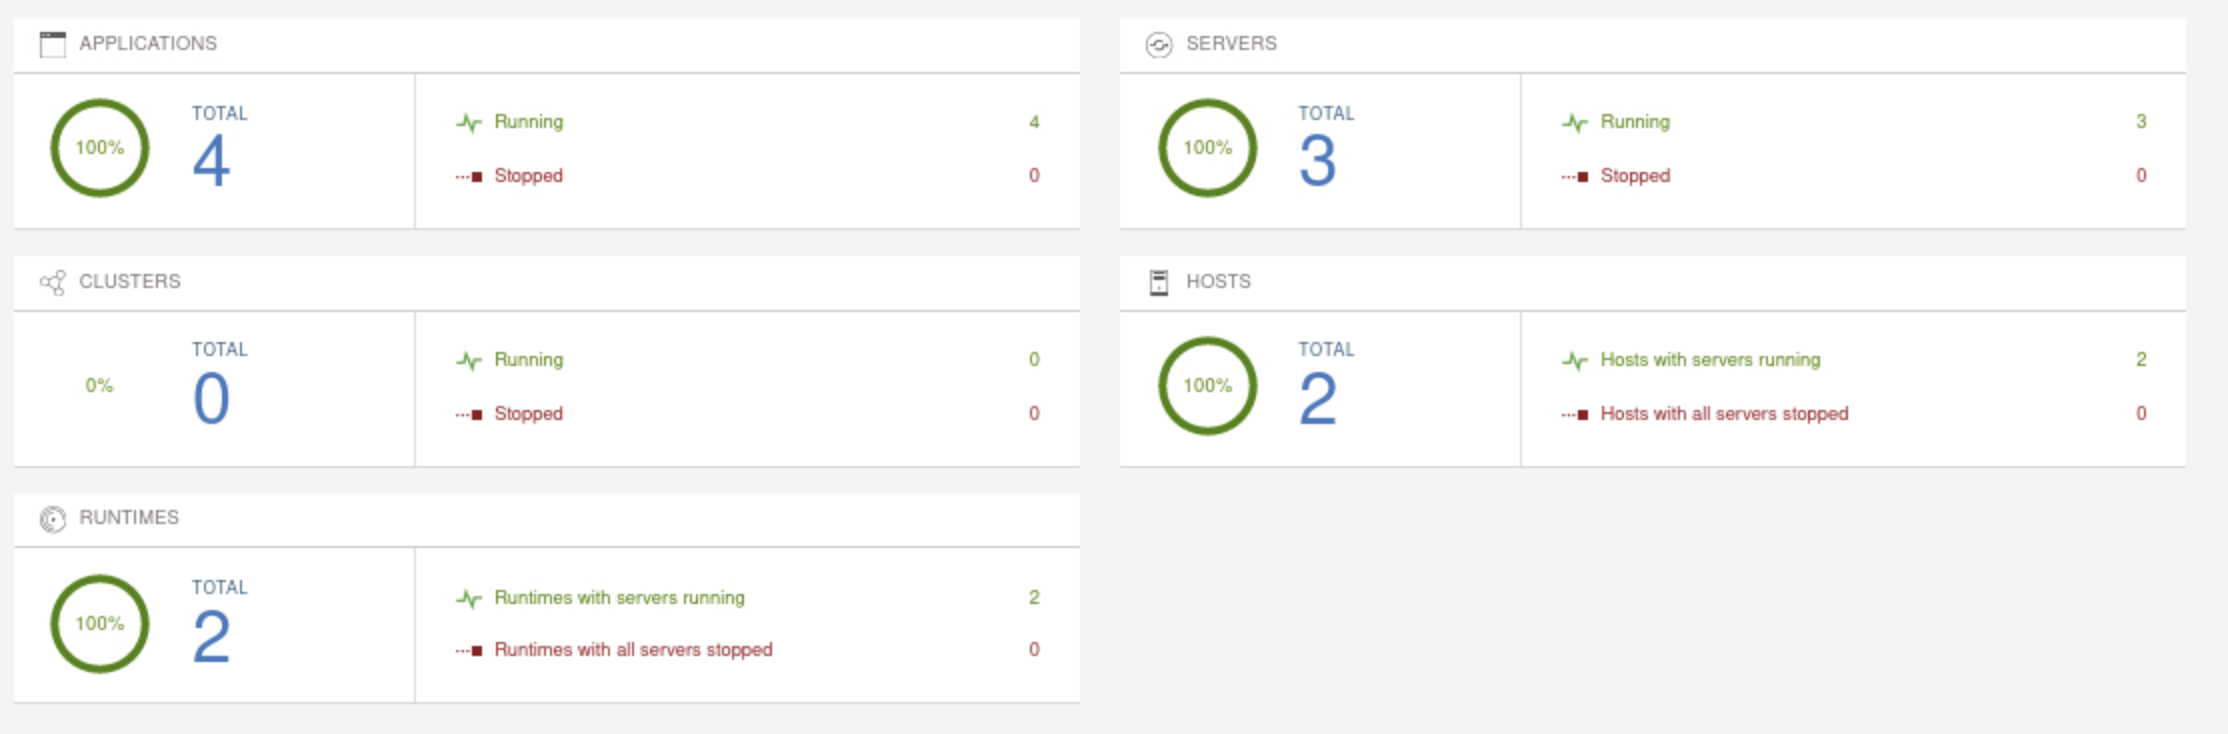 APPLICATIONS
100%
TOTAL
4
Running 4
Stopped 0
SERVERS
100%
TOTAL
3
Running 3
Stopped 0
CLUSTERS
0%
TOTAL
0
Running 0
Stopped 0
HOSTS
100%
TOTAL
2
Hosts with servers running 2
Hosts with all servers stopped 0
RUNTIMES
100%
TOTAL
2
Runtimes with servers running 2
Runtimes with all servers stopped 0